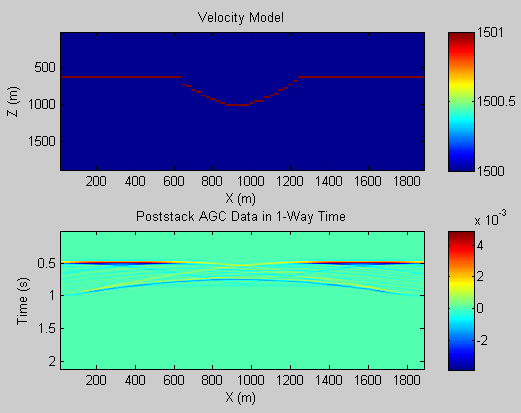 Velocity Model
500
1000
1500
Z (m)
200 400 600 800 1000 1200 1400 1600 1800
X (m)
1501
1500.5
1500
Poststack AGC Data in 1-Way Time
0.5
1
1.5
2
Time (s)
200 400 600 800 1000 1200 1400 1600 1800
X (m)
x 10^-3
4
2
0
-2